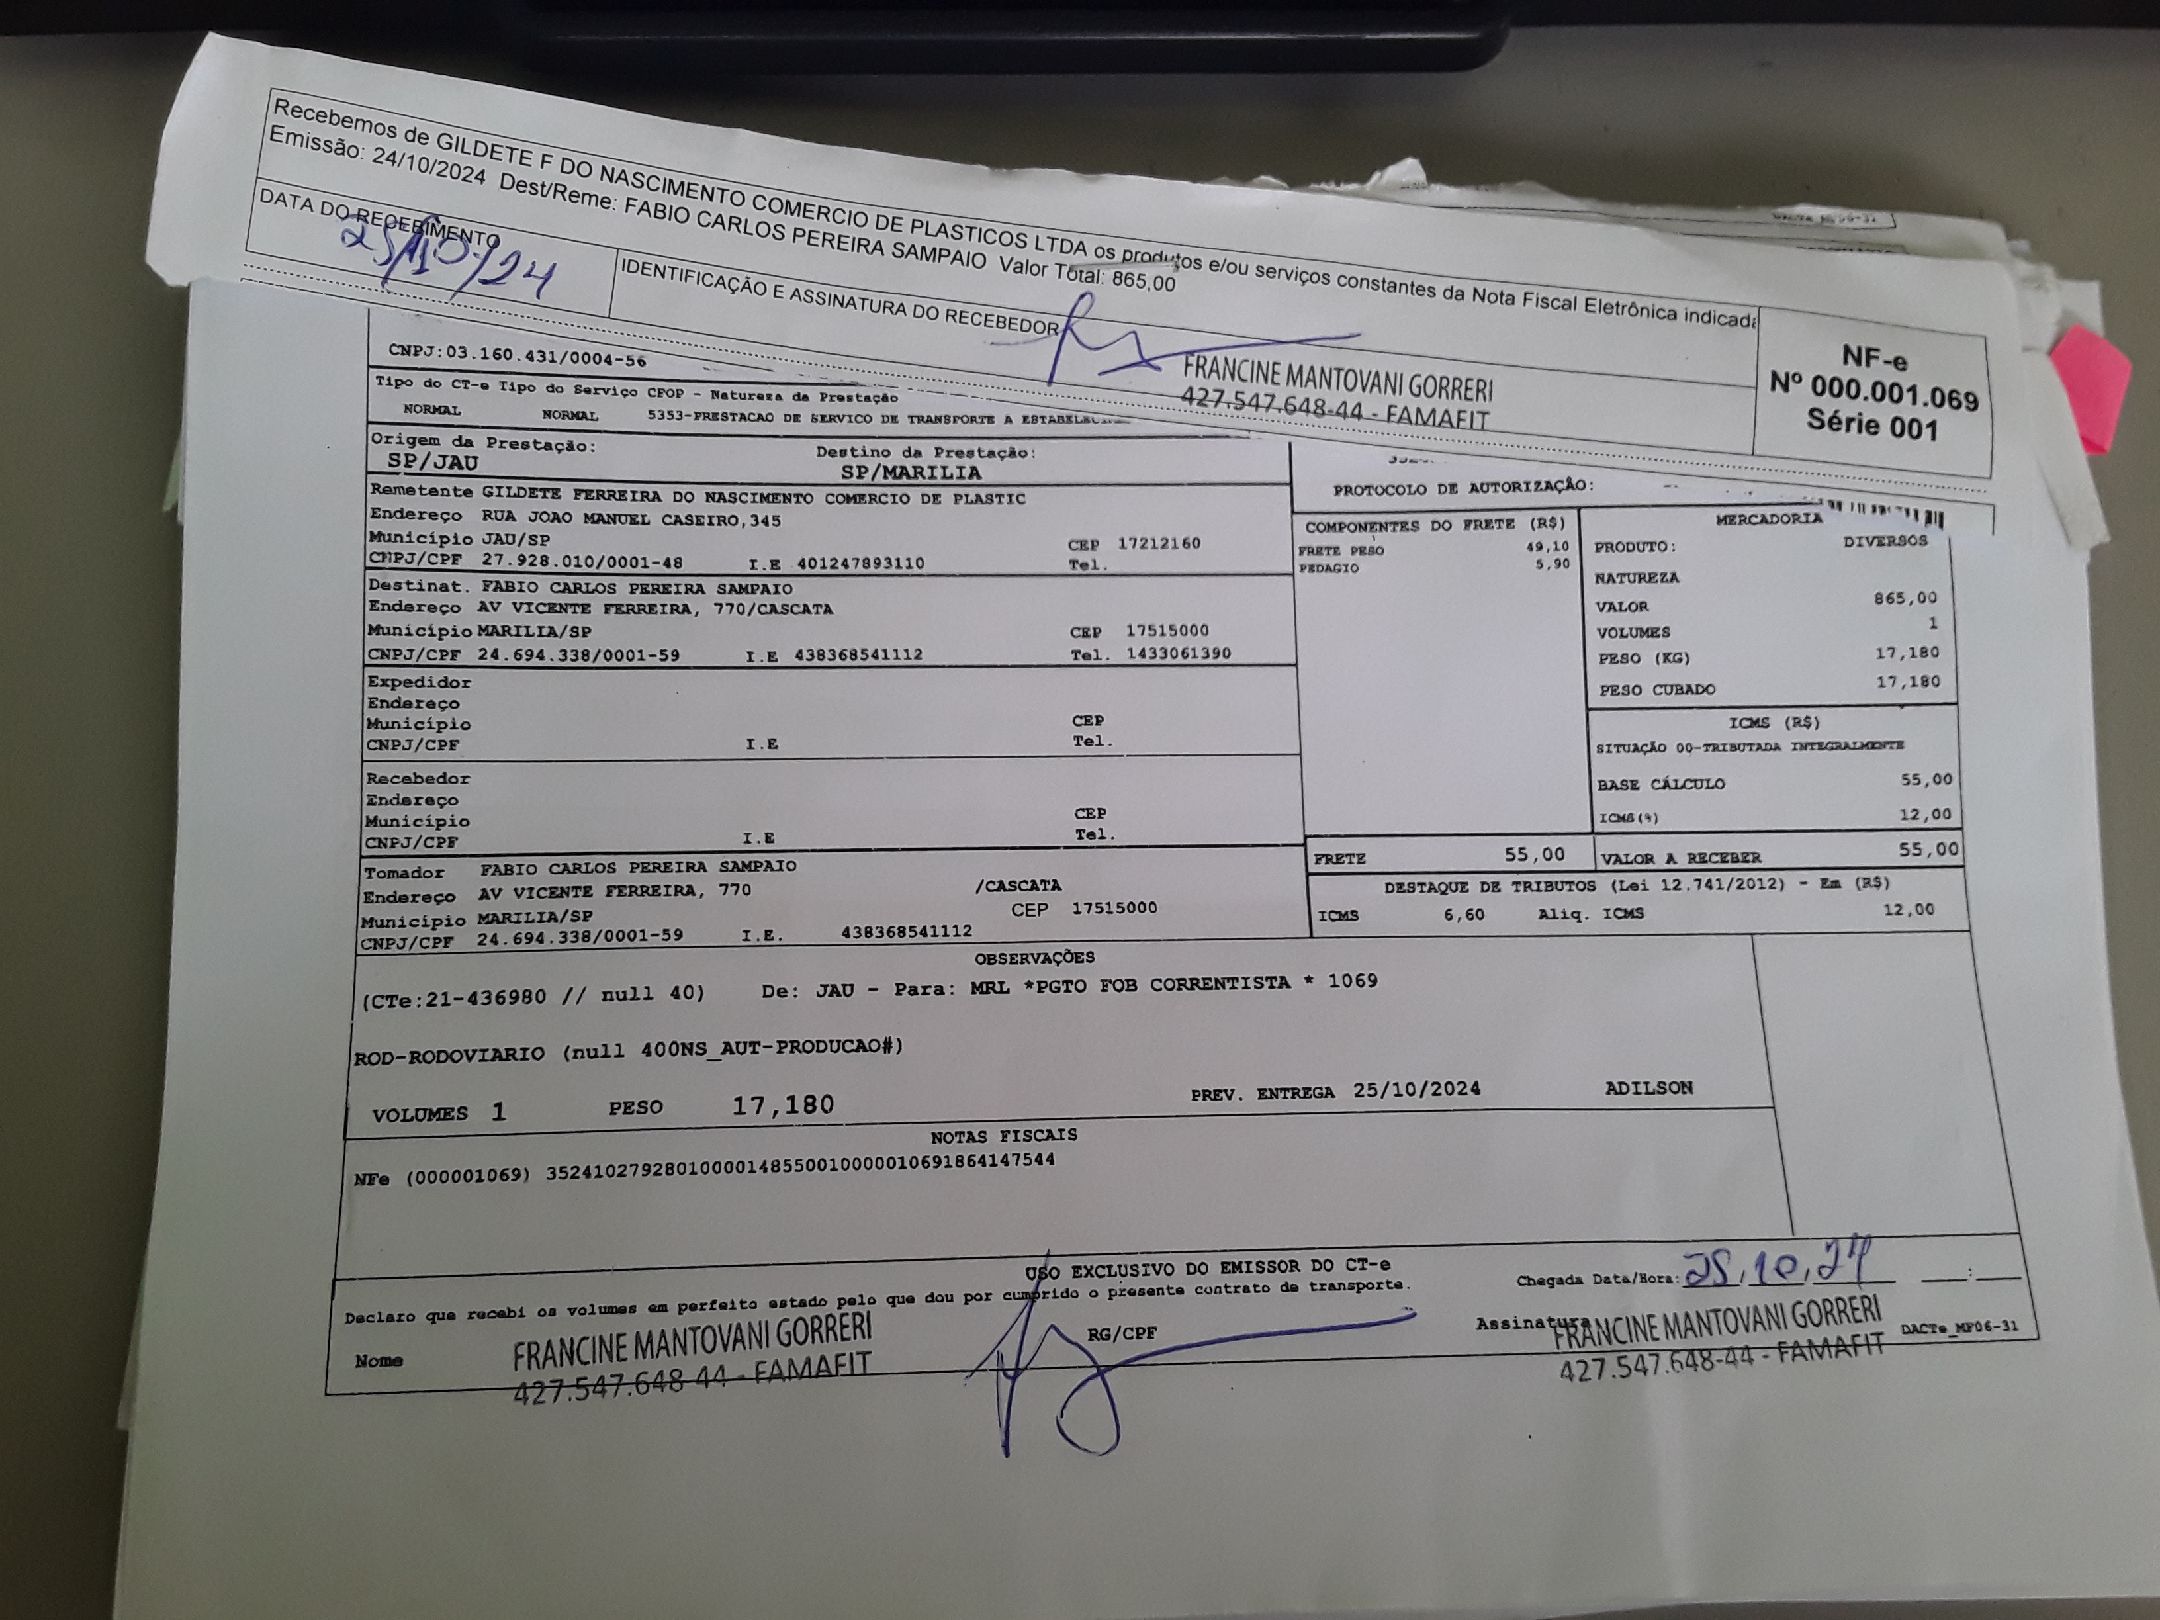 Recebemos de GILDETE F DO NASCIMENTO COMERCIO DE PLASTICOS LTDA os produtos e/ou serviços constantes da Nota Fiscal Eletrônica indicada
Emissão: 24/10/2024 Dest/Reme: FABIO CARLOS PEREIRA SAMPAIO Valor Total: 865,00
DATA DO RECEBIMENTO
25/10/24
IDENTIFICAÇÃO E ASSINATURA DO RECEBEDOR
FRANCINE MANTOVANI GORRERI
427.547.648-44 - FAMAFIT
NF-e
Nº 000.001.069
Série 001
CNPJ:03.160.431/0004-56
Tipo do CT-e Tipo do Serviço CFOP - Natureza da Prestação
NORMAL NORMAL 5353-PRESTACAO DE SERVICO DE TRANSPORTE A
Origem da Prestação: Destino da Prestação:
SP/JAU SP/MARILIA
Remetente GILDETE FERREIRA DO NASCIMENTO COMERCIO DE PLASTIC
Endereço RUA JOAO MANUEL CASEIRO,345
Município JAU/SP CEP 17212160
CNPJ/CPF 27.928.010/0001-48 I.E 401247893110 Tel.
Destinat. FABIO CARLOS PEREIRA SAMPAIO
Endereço AV VICENTE FERREIRA, 770/CASCATA
Município MARILIA/SP CEP 17515000
CNPJ/CPF 24.694.338/0001-59 I.E 438368541112 Tel. 1433061390
Expedidor
Endereço
Município CEP
CNPJ/CPF I.E Tel.
Recebedor
Endereço
Município CEP
CNPJ/CPF I.E Tel.
Tomador FABIO CARLOS PEREIRA SAMPAIO
Endereço AV VICENTE FERREIRA, 770 /CASCATA
Município MARILIA/SP CEP 17515000
CNPJ/CPF 24.694.338/0001-59 I.E. 438368541112
PROTOCOLO DE AUTORIZAÇÃO:
COMPONENTES DO FRETE (R$)
FRETE PESO 49,10
PEDAGIO 5,90
MERCADORIA
PRODUTO: DIVERSOS
NATUREZA
VALOR 865,00
VOLUMES 1
PESO (KG) 17,180
PESO CUBADO 17,180
ICMS (R$)
SITUAÇÃO 00-TRIBUTADA INTEGRALMENTE
BASE CÁLCULO 55,00
ICMS(%) 12,00
FRETE 55,00 VALOR A RECEBER 55,00
DESTAQUE DE TRIBUTOS (Lei 12.741/2012) - Em (R$)
ICMS 6,60 Aliq. ICMS 12,00
OBSERVAÇÕES
(CTe:21-436980 // null 40) De: JAU - Para: MRL *PGTO FOB CORRENTISTA * 1069
ROD-RODOVIARIO (null 400NS_AUT-PRODUCAO#)
VOLUMES 1 PESO 17,180 PREV. ENTREGA 25/10/2024 ADILSON
NOTAS FISCAIS
NFe (000001069) 35241027928010000148550010000010691864147544
USO EXCLUSIVO DO EMISSOR DO CT-e
Declaro que recebi os volumes em perfeito estado pelo que dou por cumprido o presente contrato de transporte.
Chegada Data/Hora: 25.10.24 ___:___
Nome
FRANCINE MANTOVANI GORRERI
427.547.648-44 - FAMAFIT
RG/CPF
Assinatura
FRANCINE MANTOVANI GORRERI
427.547.648-44 - FAMAFIT
DACTe_MP06-31